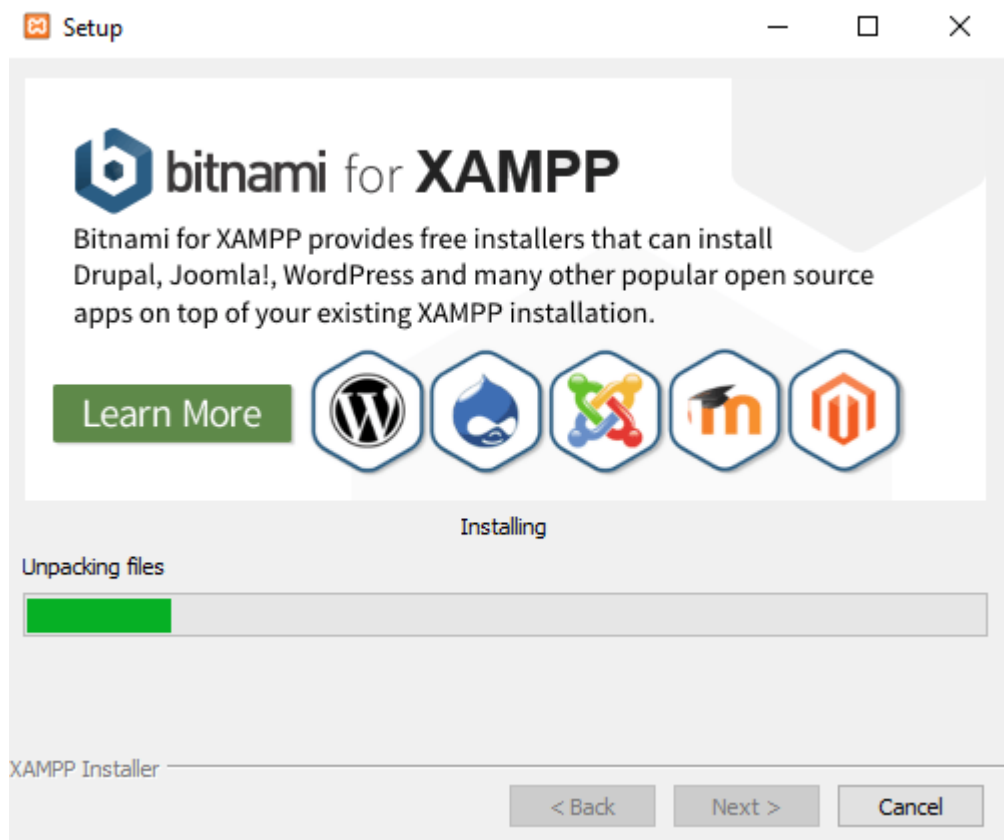 Setup
bitnami for XAMPP
Bitnami for XAMPP provides free installers that can install
Drupal, Joomla!, WordPress and many other popular open source
apps on top of your existing XAMPP installation.
Learn More
Installing
Unpacking files
XAMPP Installer
< Back
Next >
Cancel